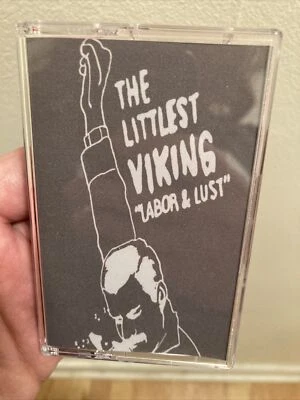 THE
LITTLEST
VIKING
"LABOR & LUST"